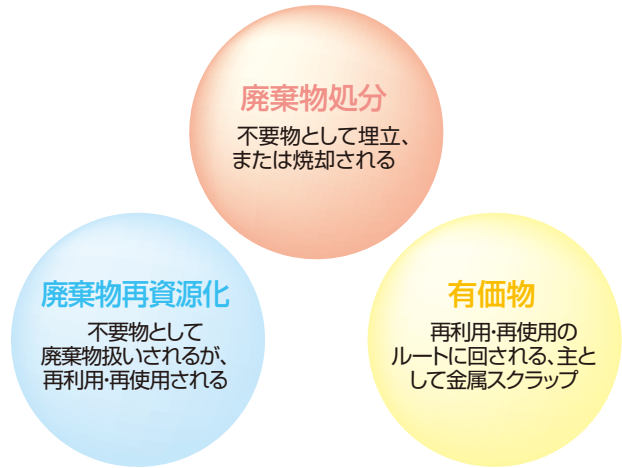 廃棄物処分
不要物として埋立、
または焼却される
廃棄物再資源化
不要物として
廃棄物扱いされるが、
再利用・再使用される
有価物
再利用・再使用の
ルートに回される、主と
して金属スクラップ